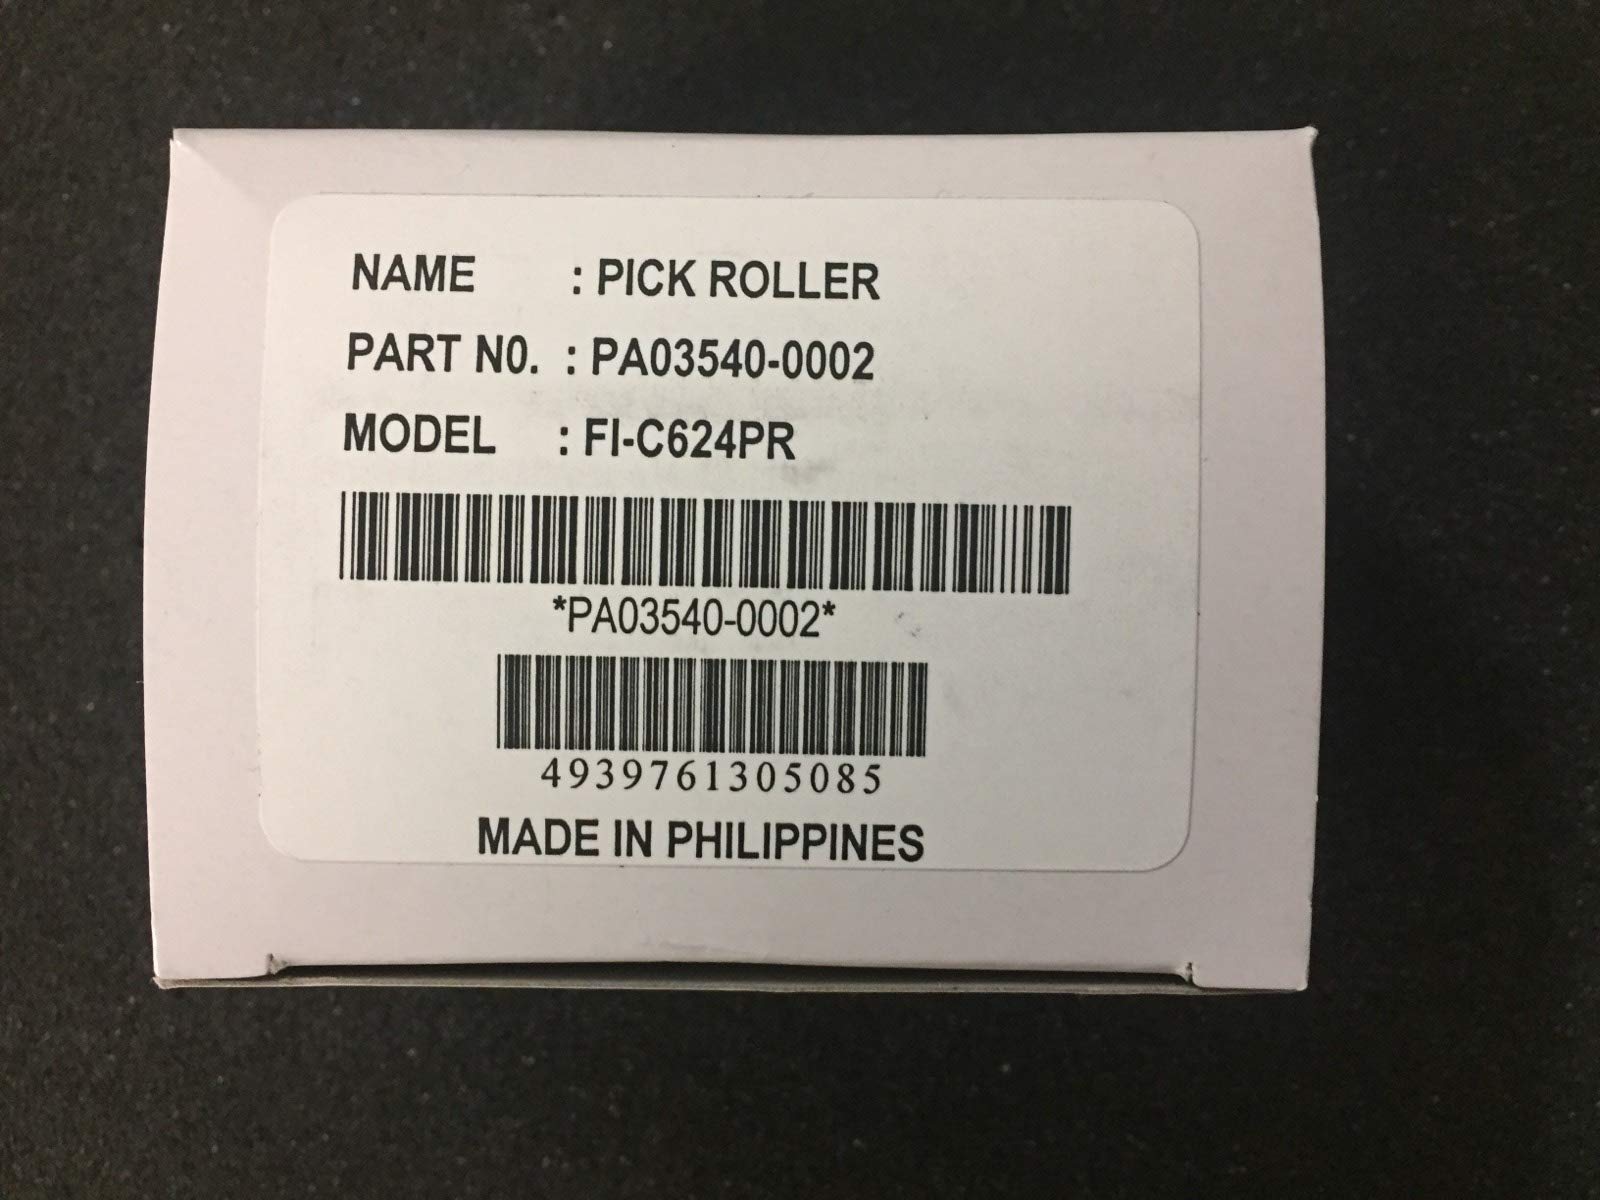 NAME : PICK ROLLER
PART N0. : PA03540-0002
MODEL : FI-C624PR
*PA03540-0002*
4939761305085
MADE IN PHILIPPINES